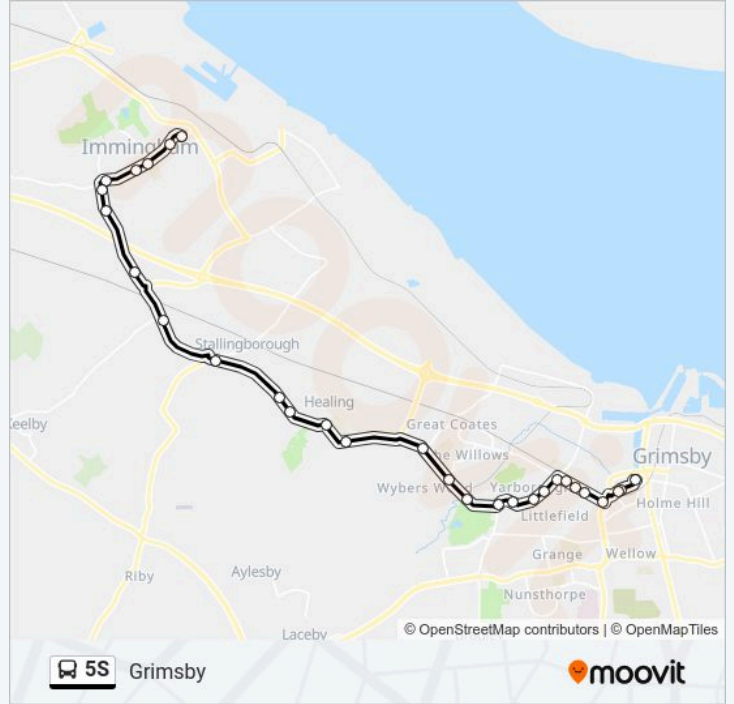 Immingham
Stallingborough
Healing
Keelby
Great Coates
The Willows
Grimsby
Wybers Wood
Yarborough
Holme Hill
Littlefield
Grange
Wellow
Riby
Aylesby
Nunsthorpe
Laceby
© OpenStreetMap contributors | © OpenMapTiles
5S
Grimsby
moovit